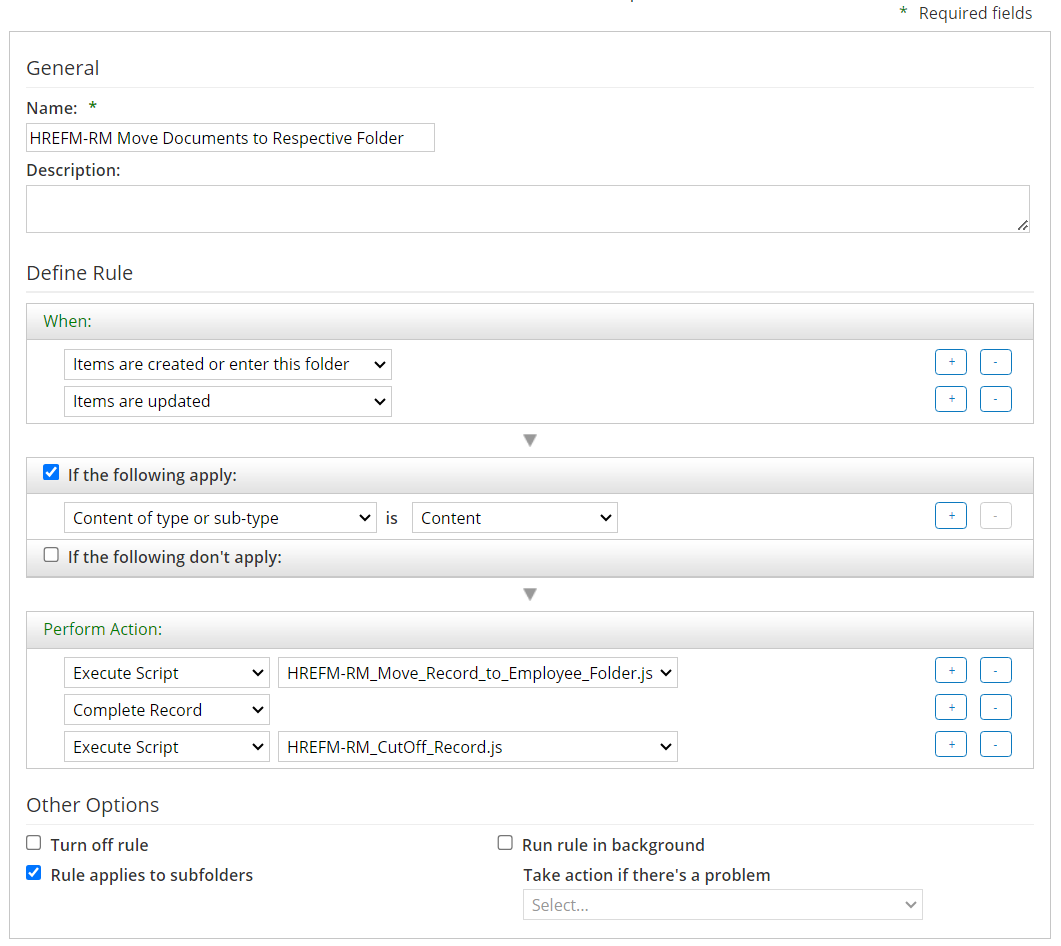 * Required fields
General
Name: *
HREFM-RM Move Documents to Respective Folder
Description:
Define Rule
When:
Items are created or enter this folder + -
Items are updated + -
If the following apply:
Content of type or sub-type is Content + -
If the following don't apply:
Perform Action:
Execute Script HREFM-RM_Move_Record_to_Employee_Folder.js + -
Complete Record + -
Execute Script HREFM-RM_CutOff_Record.js + -
Other Options
Turn off rule Run rule in background
Rule applies to subfolders Take action if there's a problem
Select...